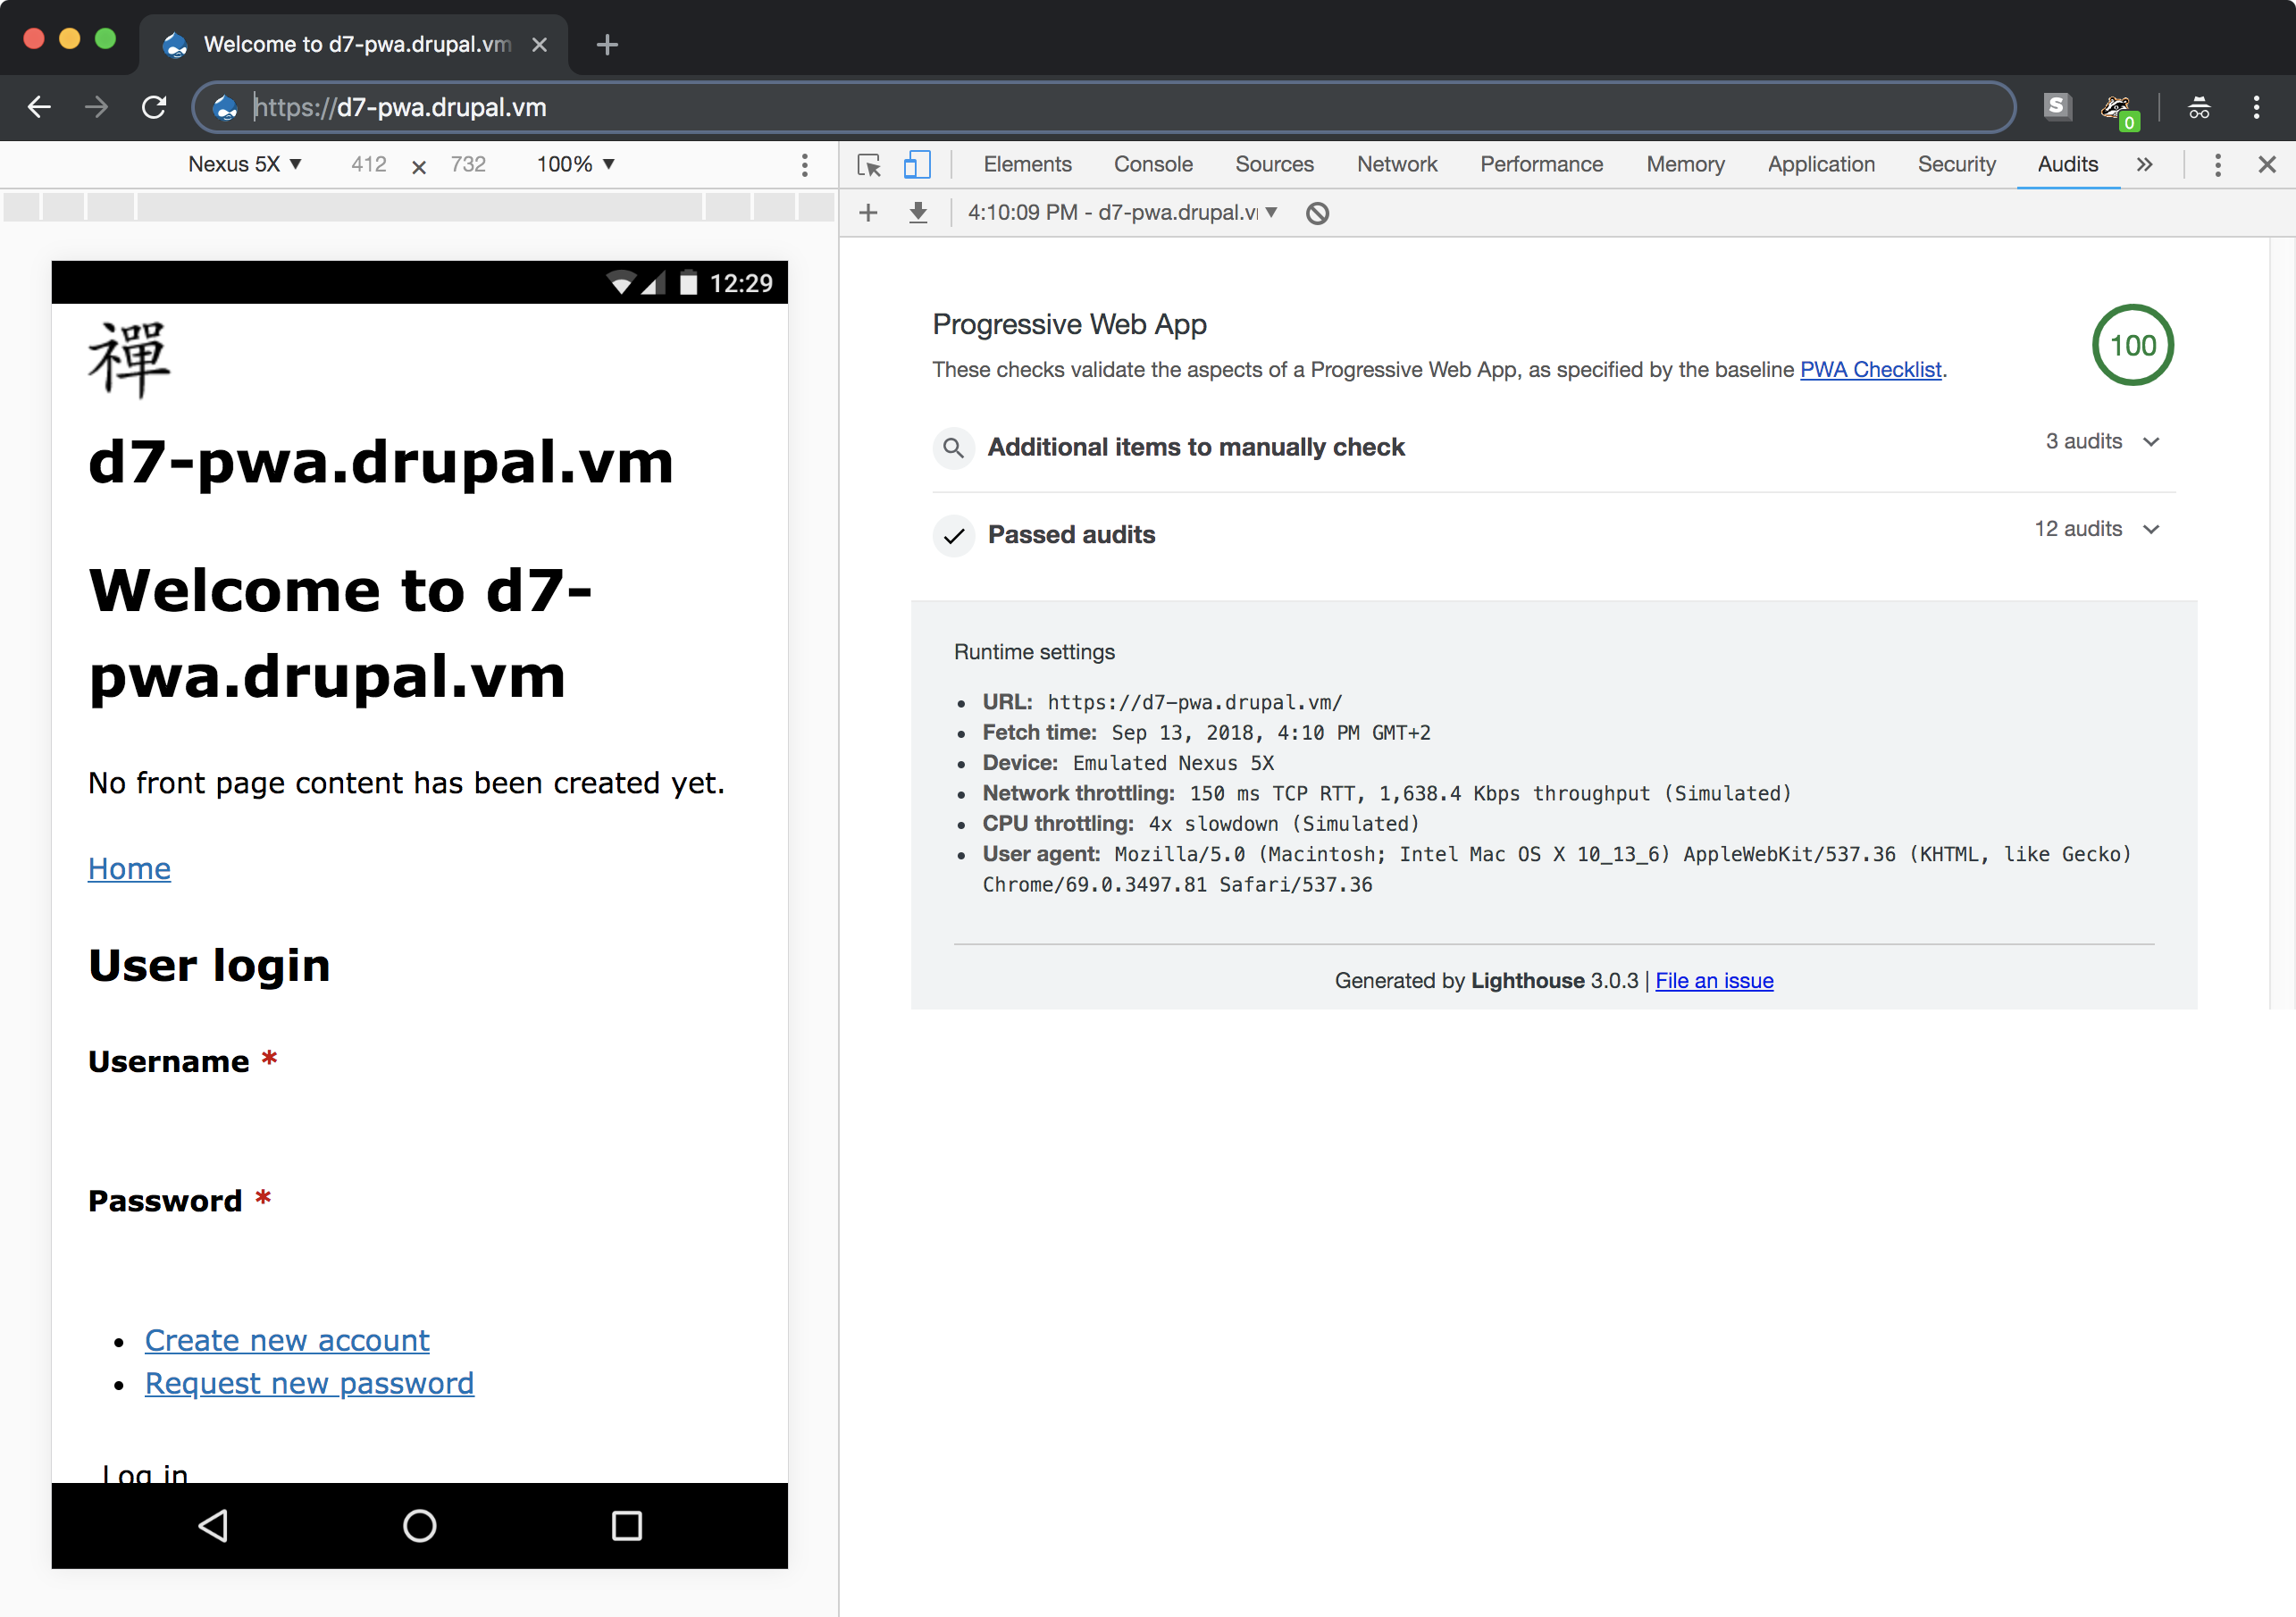 Welcome to d7-pwa.drupal.vm
https://d7-pwa.drupal.vm
S
0
Nexus 5X ▼ 412 × 732 100% ▼
Elements Console Sources Network Performance Memory Application Security Audits »
4:10:09 PM - d7-pwa.drupal.v ▼
12:29
禪
d7-pwa.drupal.vm
Welcome to d7-
pwa.drupal.vm
No front page content has been created yet.
Home
User login
Username *
Password *
• Create new account
• Request new password
Log in
Progressive Web App
100
These checks validate the aspects of a Progressive Web App, as specified by the baseline PWA Checklist.
Additional items to manually check 3 audits
Passed audits 12 audits
Runtime settings
• URL: https://d7-pwa.drupal.vm/
• Fetch time: Sep 13, 2018, 4:10 PM GMT+2
• Device: Emulated Nexus 5X
• Network throttling: 150 ms TCP RTT, 1,638.4 Kbps throughput (Simulated)
• CPU throttling: 4x slowdown (Simulated)
• User agent: Mozilla/5.0 (Macintosh; Intel Mac OS X 10_13_6) AppleWebKit/537.36 (KHTML, like Gecko)
Chrome/69.0.3497.81 Safari/537.36
Generated by Lighthouse 3.0.3 | File an issue